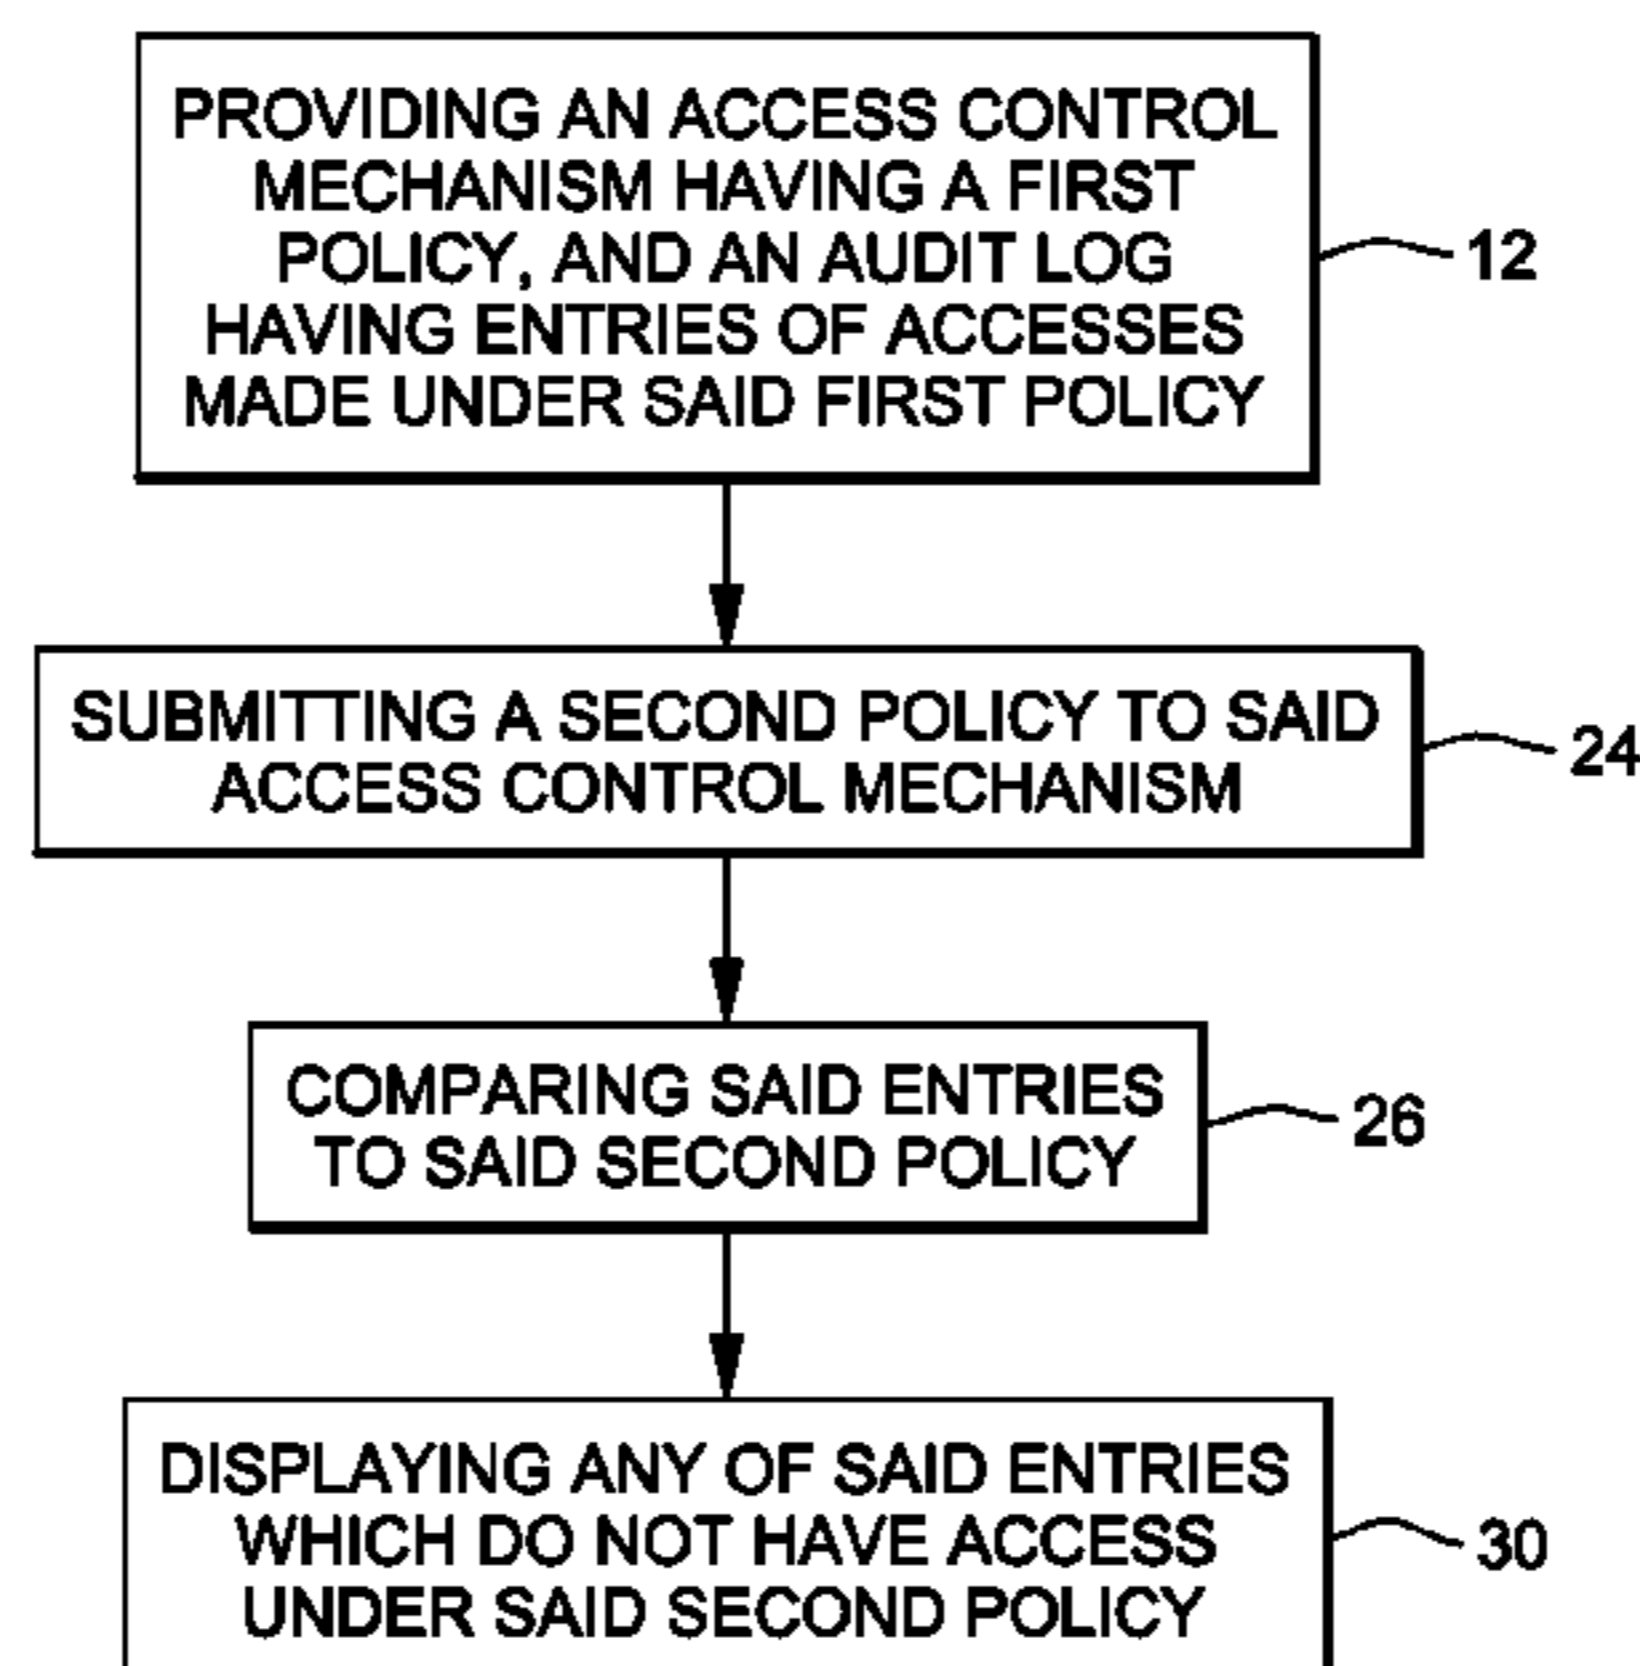 PROVIDING AN ACCESS CONTROL
MECHANISM HAVING A FIRST
POLICY, AND AN AUDIT LOG
HAVING ENTRIES OF ACCESSES
MADE UNDER SAID FIRST POLICY
12
SUBMITTING A SECOND POLICY TO SAID
ACCESS CONTROL MECHANISM
24
COMPARING SAID ENTRIES
TO SAID SECOND POLICY
26
DISPLAYING ANY OF SAID ENTRIES
WHICH DO NOT HAVE ACCESS
UNDER SAID SECOND POLICY
30